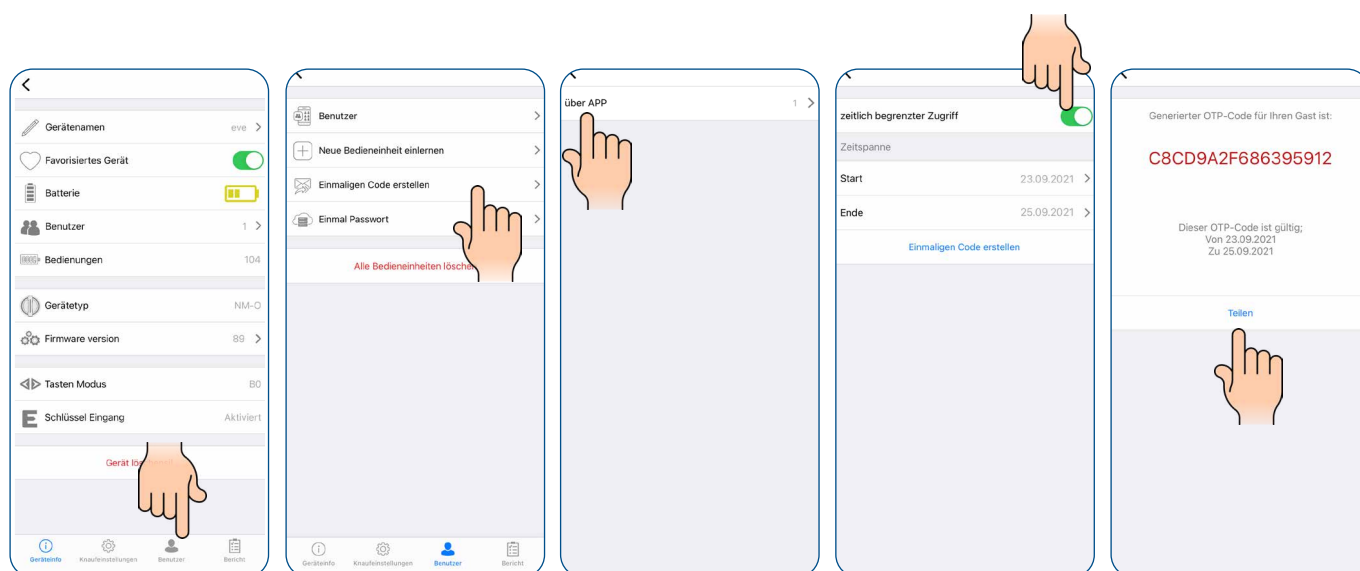 Gerätenamen
eve
Favorisiertes Gerät
Batterie
Benutzer
1
Bedienungen
104
Gerätetyp
NM-O
Firmware version
89
Tasten Modus
B0
Schlüssel Eingang
Aktiviert
Gerät
Geräteinfo
Knaufeinstellungen
Benutzer
Bericht
Benutzer
Neue Bedieneinheit einlernen
Einmaligen Code erstellen
Einmal Passwort
Alle Bedieneinheiten löschen
Geräteinfo
Knaufeinstellungen
Benutzer
Bericht
über APP
1
zeitlich begrenzter Zugriff
Zeitspanne
Start
23.09.2021
Ende
25.09.2021
Einmaligen Code erstellen
Generierter OTP-Code für Ihren Gast ist:
C8CD9A2F686395912
Dieser OTP-Code ist gültig;
Von 23.09.2021
Zu 25.09.2021
Teilen